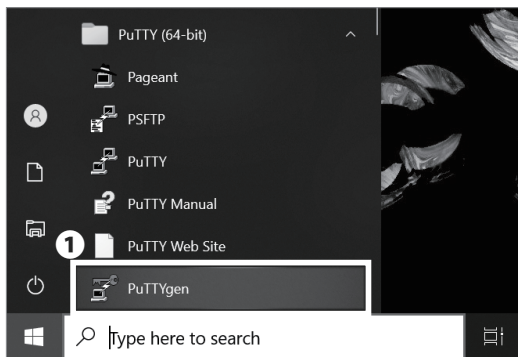 PuTTY (64-bit)
Pageant
PSFTP
PuTTY
PuTTY Manual
1 PuTTY Web Site
PuTTYgen
Type here to search